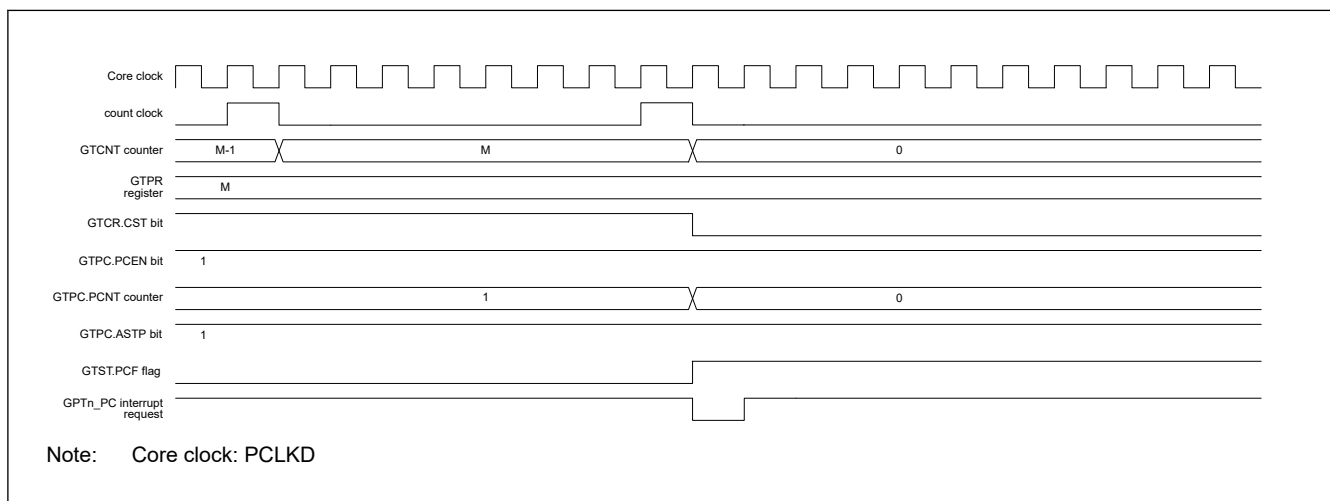 Core clock
count clock
GTCNT counter M-1 M 0
GTPR
register
M
GTCR.CST bit
GTPC.PCEN bit
1
GTPC.PCNT counter 1 0
GTPC.ASTP bit
1
GTST.PCF flag
GPTn_PC interrupt
request
Note: Core clock: PCLKD